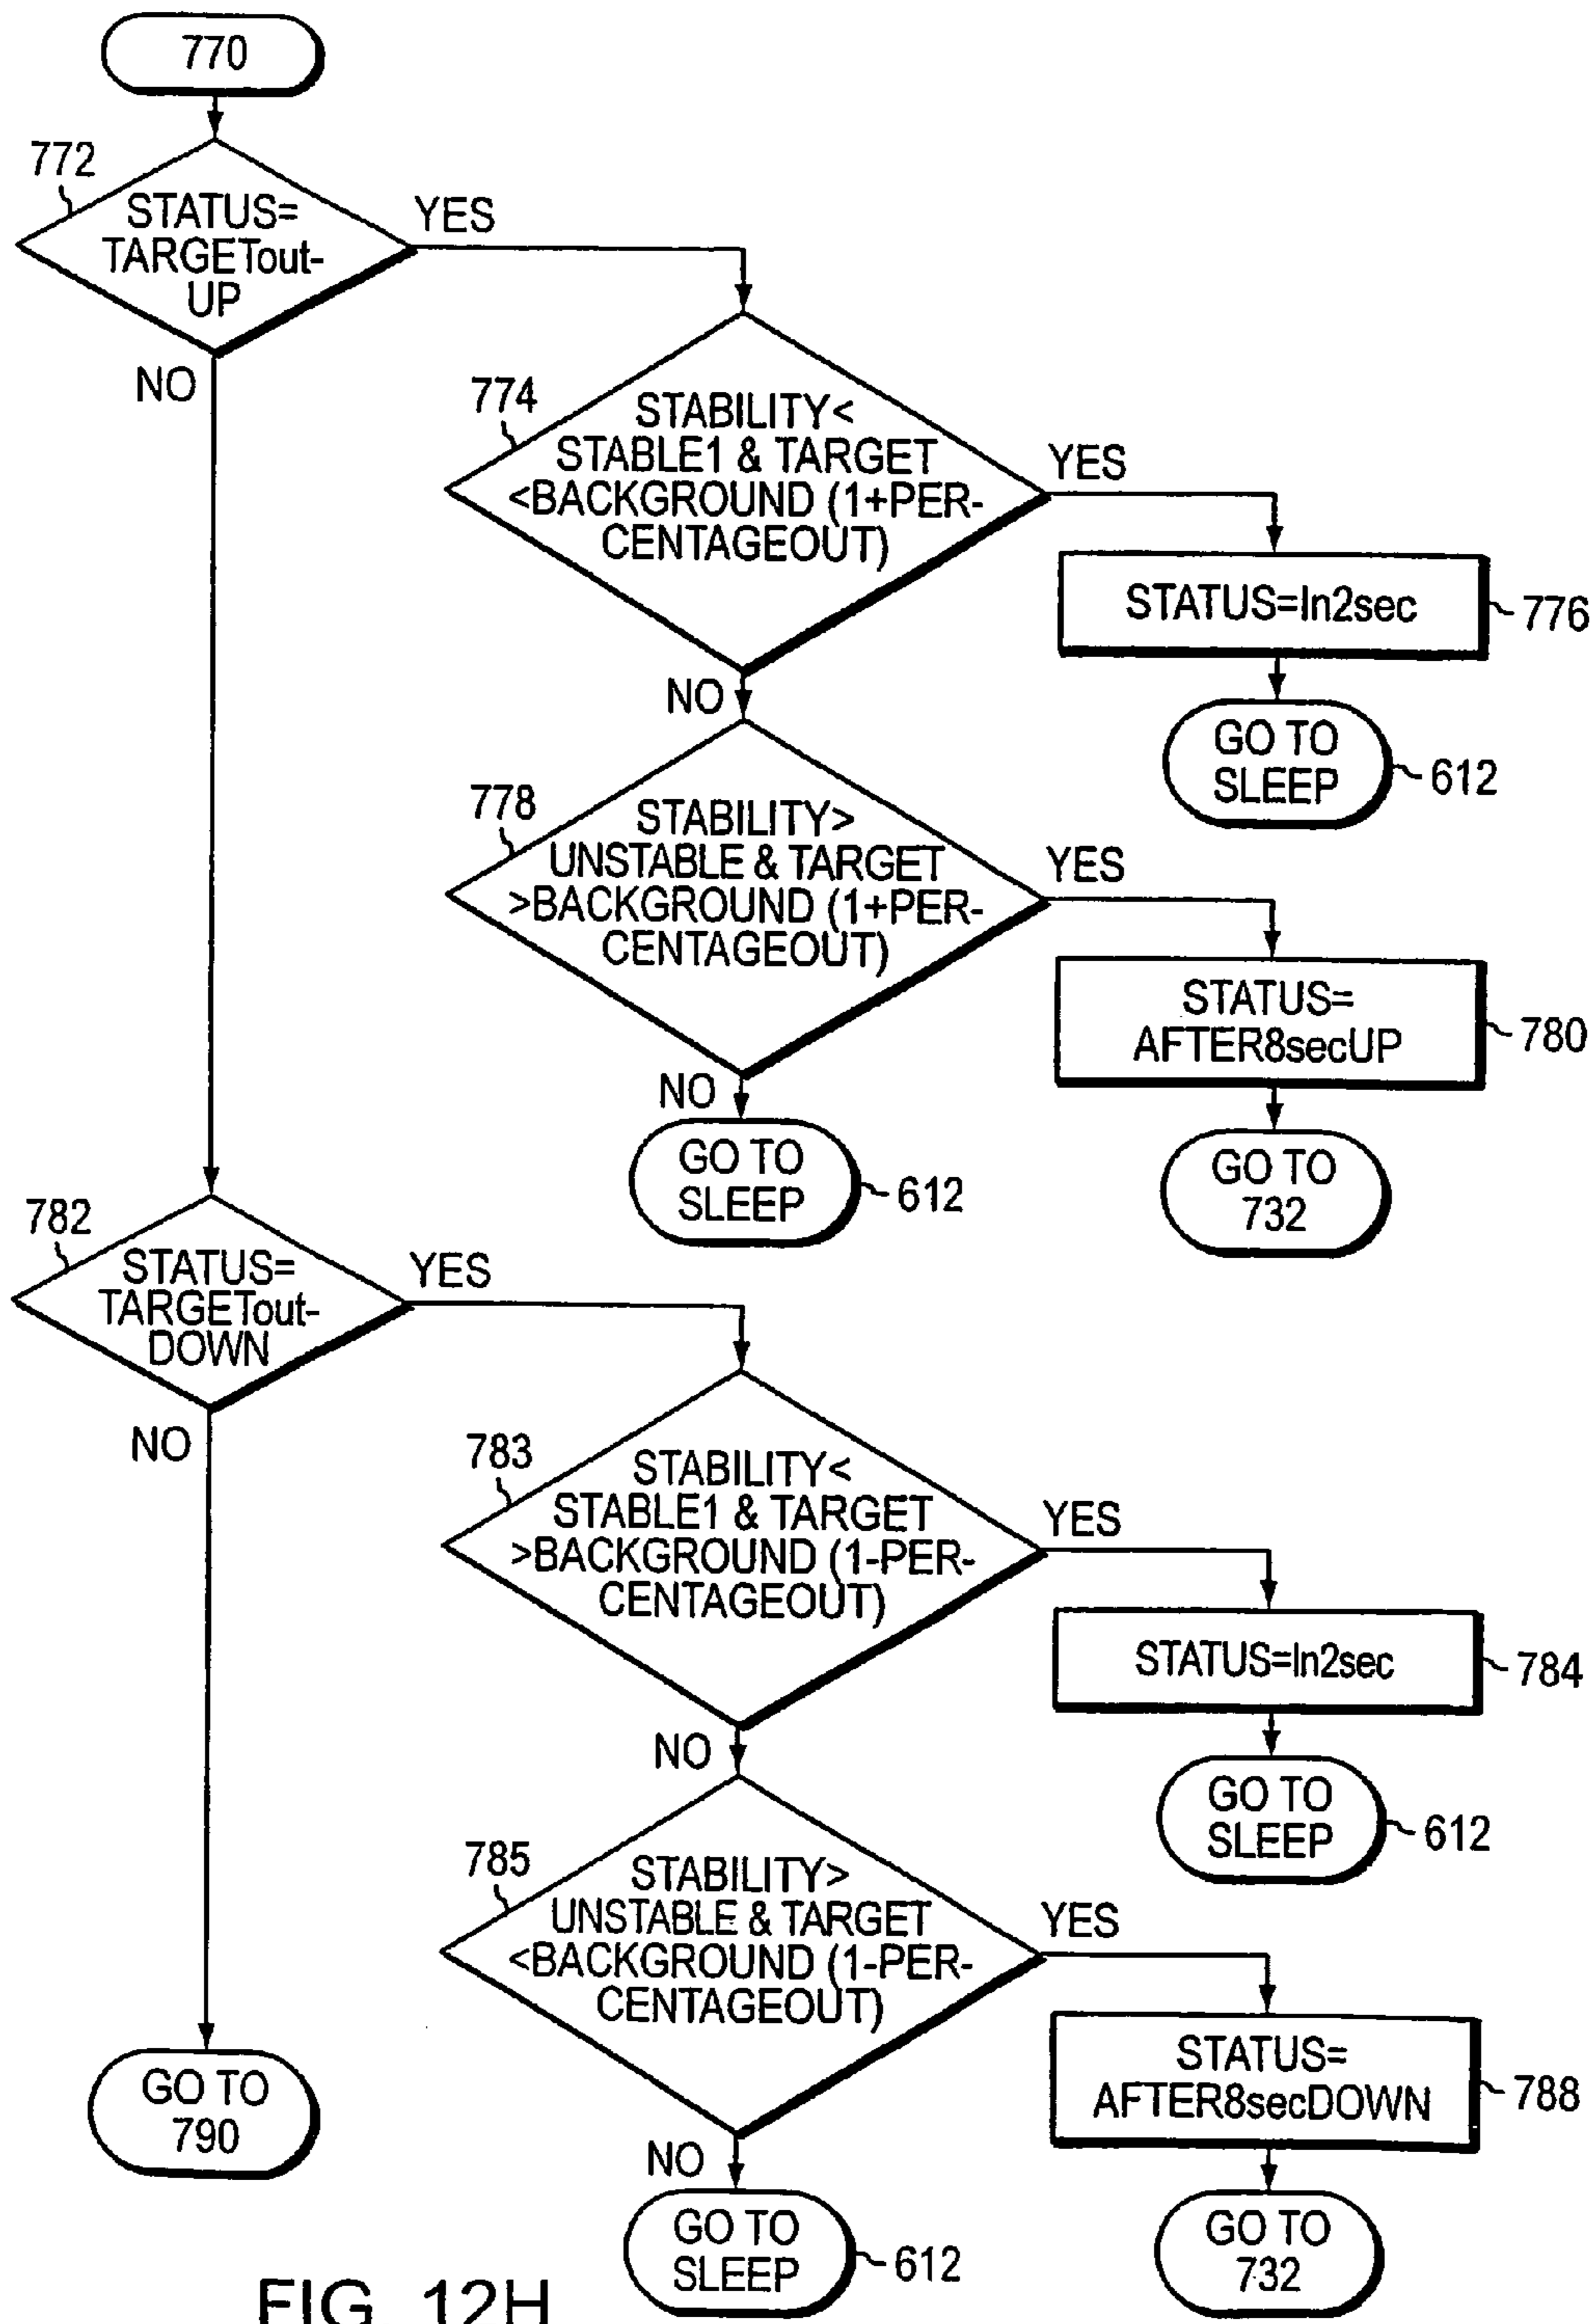 770
772
STATUS=
TARGETout-
UP
YES
NO
774
STABILITY<
STABLE1 & TARGET
<BACKGROUND (1+PER-
CENTAGEOUT)
YES
STATUS=In2sec
776
GO TO
SLEEP
612
NO
778
STABILITY>
UNSTABLE & TARGET
>BACKGROUND (1+PER-
CENTAGEOUT)
YES
STATUS=
AFTER8secUP
780
GO TO
732
NO
GO TO
SLEEP
612
782
STATUS=
TARGETout-
DOWN
YES
NO
783
STABILITY<
STABLE1 & TARGET
>BACKGROUND (1-PER-
CENTAGEOUT)
YES
STATUS=In2sec
784
GO TO
SLEEP
612
NO
785
STABILITY>
UNSTABLE & TARGET
<BACKGROUND (1-PER-
CENTAGEOUT)
YES
STATUS=
AFTER8secDOWN
788
GO TO
732
NO
GO TO
SLEEP
612
GO TO
790
FIG. 12H